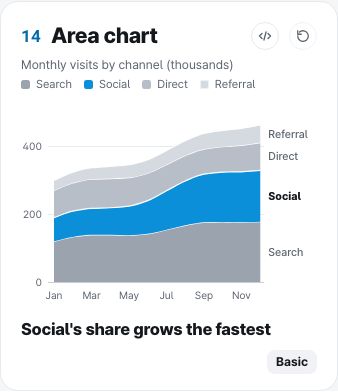 14 Area chart
Monthly visits by channel (thousands)
Search Social Direct Referral
Referral
400
Direct
Social
200
Search
0
Jan Mar May Jul Sep Nov
Social's share grows the fastest
Basic